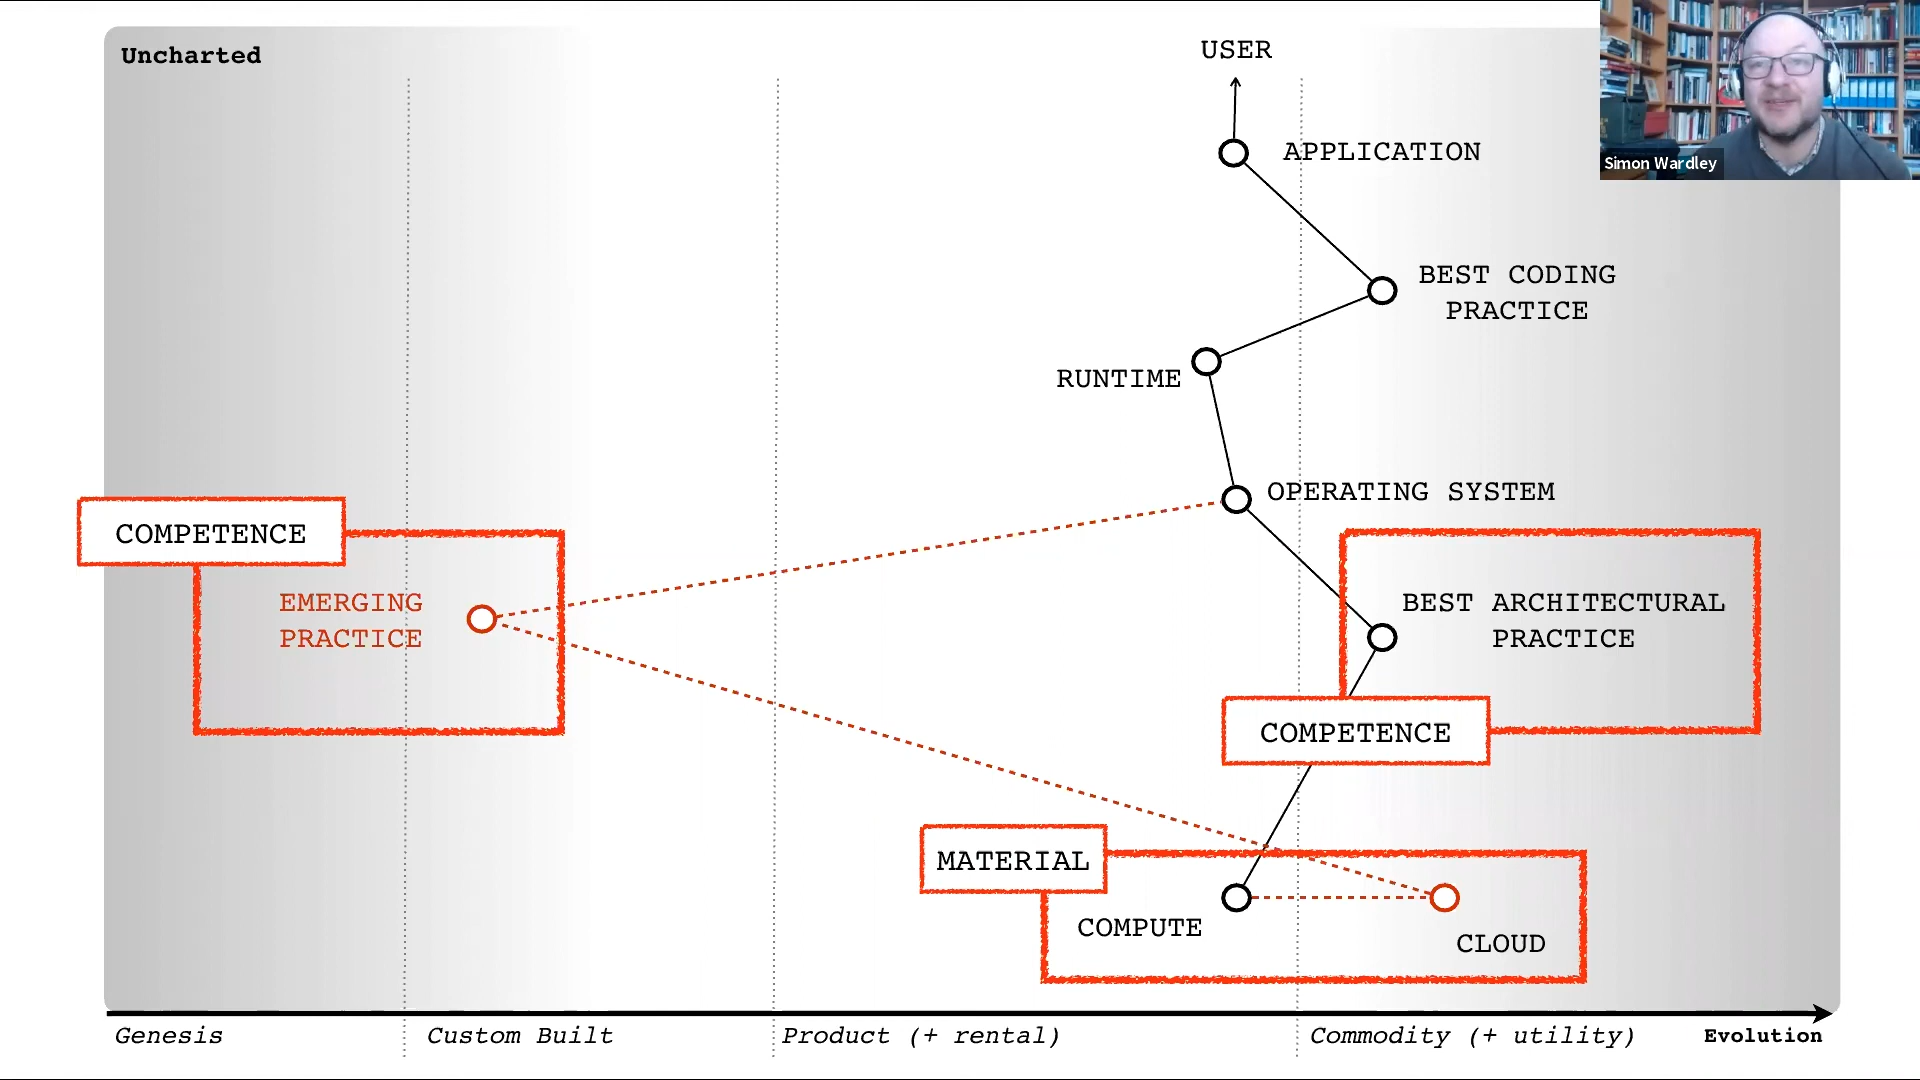 Uncharted
USER
APPLICATION
Simon Wardley
BEST CODING
PRACTICE
RUNTIME
OPERATING SYSTEM
COMPETENCE
EMERGING
PRACTICE
BEST ARCHITECTURAL
PRACTICE
COMPETENCE
MATERIAL
COMPUTE
CLOUD
Genesis
Custom Built
Product (+ rental)
Commodity (+ utility)
Evolution